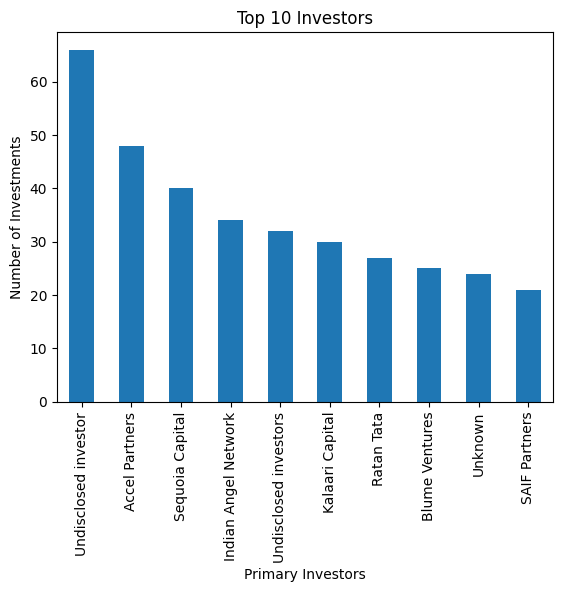 Top 10 Investors
Number of Investments
60
50
40
30
20
10
0
Undisclosed investor
Accel Partners
Sequoia Capital
Indian Angel Network
Undisclosed investors
Kalaari Capital
Ratan Tata
Blume Ventures
Unknown
SAIF Partners
Primary Investors